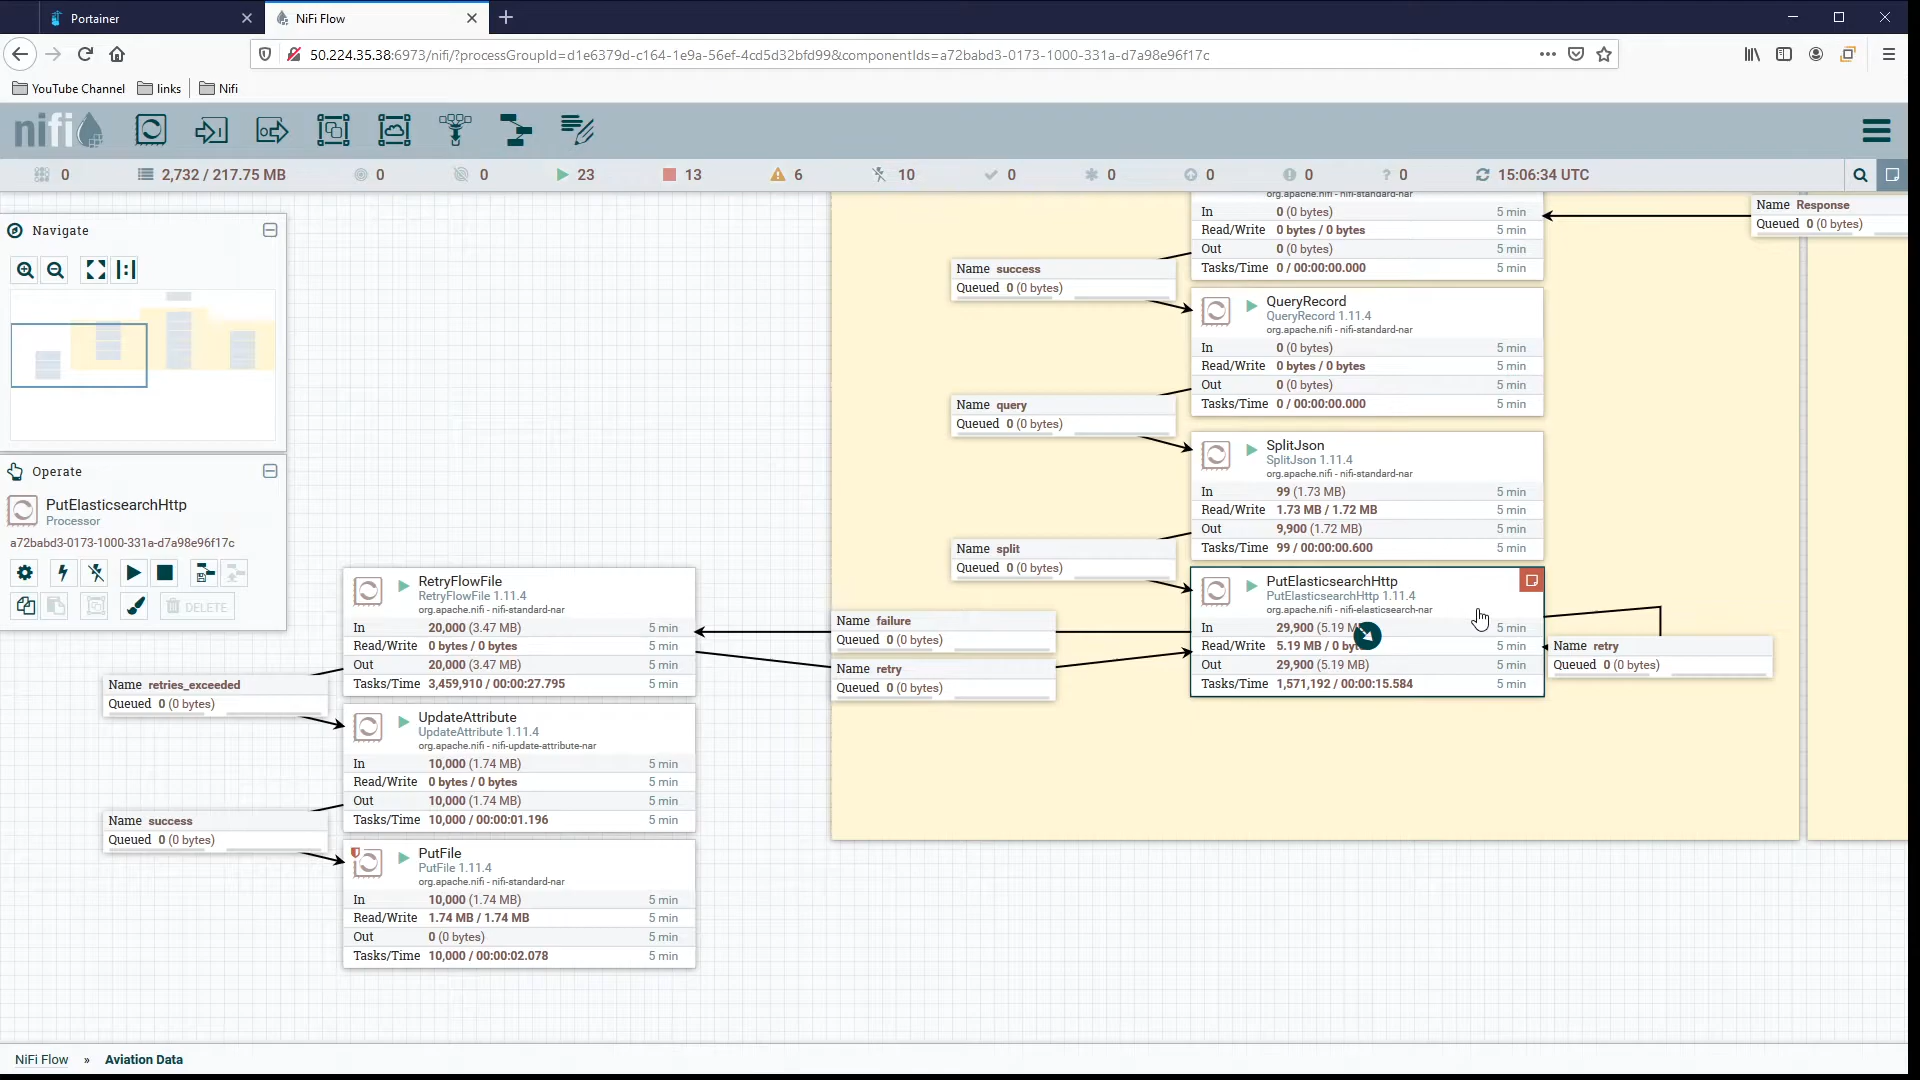 Portainer
NiFi Flow
50.224.35.38:6973/nifi/?processGroupId=d1e6379d-c164-1e9a-56ef-4cd5d32bfd99&componentIds=a72babd3-0173-1000-331a-d7a98e96f17c
YouTube Channel
links
Nifi
nifi
0
2,732 / 217.75 MB
0
0
23
13
6
10
0
0
0
0
0
15:06:34 UTC
Navigate
Operate
PutElasticsearchHttp
Processor
a72babd3-0173-1000-331a-d7a98e96f17c
DELETE
org.apache.nifi - nifi-standard-nar
In 0 (0 bytes) 5 min
Read/Write 0 bytes / 0 bytes 5 min
Out 0 (0 bytes) 5 min
Tasks/Time 0 / 00:00:00.000 5 min
Name Response
Queued 0 (0 bytes)
Name success
Queued 0 (0 bytes)
QueryRecord
QueryRecord 1.11.4
org.apache.nifi - nifi-standard-nar
In 0 (0 bytes) 5 min
Read/Write 0 bytes / 0 bytes 5 min
Out 0 (0 bytes) 5 min
Tasks/Time 0 / 00:00:00.000 5 min
Name query
Queued 0 (0 bytes)
SplitJson
SplitJson 1.11.4
org.apache.nifi - nifi-standard-nar
In 99 (1.73 MB) 5 min
Read/Write 1.73 MB / 1.72 MB 5 min
Out 9,900 (1.72 MB) 5 min
Tasks/Time 99 / 00:00:00.600 5 min
Name split
Queued 0 (0 bytes)
PutElasticsearchHttp
PutElasticsearchHttp 1.11.4
org.apache.nifi - nifi-elasticsearch-nar
In 29,900 (5.19 M 5 min
Read/Write 5.19 MB / 0 byt 5 min
Out 29,900 (5.19 MB) 5 min
Tasks/Time 1,571,192 / 00:00:15.584 5 min
Name retry
Queued 0 (0 bytes)
Name failure
Queued 0 (0 bytes)
Name retry
Queued 0 (0 bytes)
RetryFlowFile
RetryFlowFile 1.11.4
org.apache.nifi - nifi-standard-nar
In 20,000 (3.47 MB) 5 min
Read/Write 0 bytes / 0 bytes 5 min
Out 20,000 (3.47 MB) 5 min
Tasks/Time 3,459,910 / 00:00:27.795 5 min
Name retries_exceeded
Queued 0 (0 bytes)
UpdateAttribute
UpdateAttribute 1.11.4
org.apache.nifi - nifi-update-attribute-nar
In 10,000 (1.74 MB) 5 min
Read/Write 0 bytes / 0 bytes 5 min
Out 10,000 (1.74 MB) 5 min
Tasks/Time 10,000 / 00:00:01.196 5 min
Name success
Queued 0 (0 bytes)
PutFile
PutFile 1.11.4
org.apache.nifi - nifi-standard-nar
In 10,000 (1.74 MB) 5 min
Read/Write 1.74 MB / 1.74 MB 5 min
Out 0 (0 bytes) 5 min
Tasks/Time 10,000 / 00:00:02.078 5 min
NiFi Flow » Aviation Data